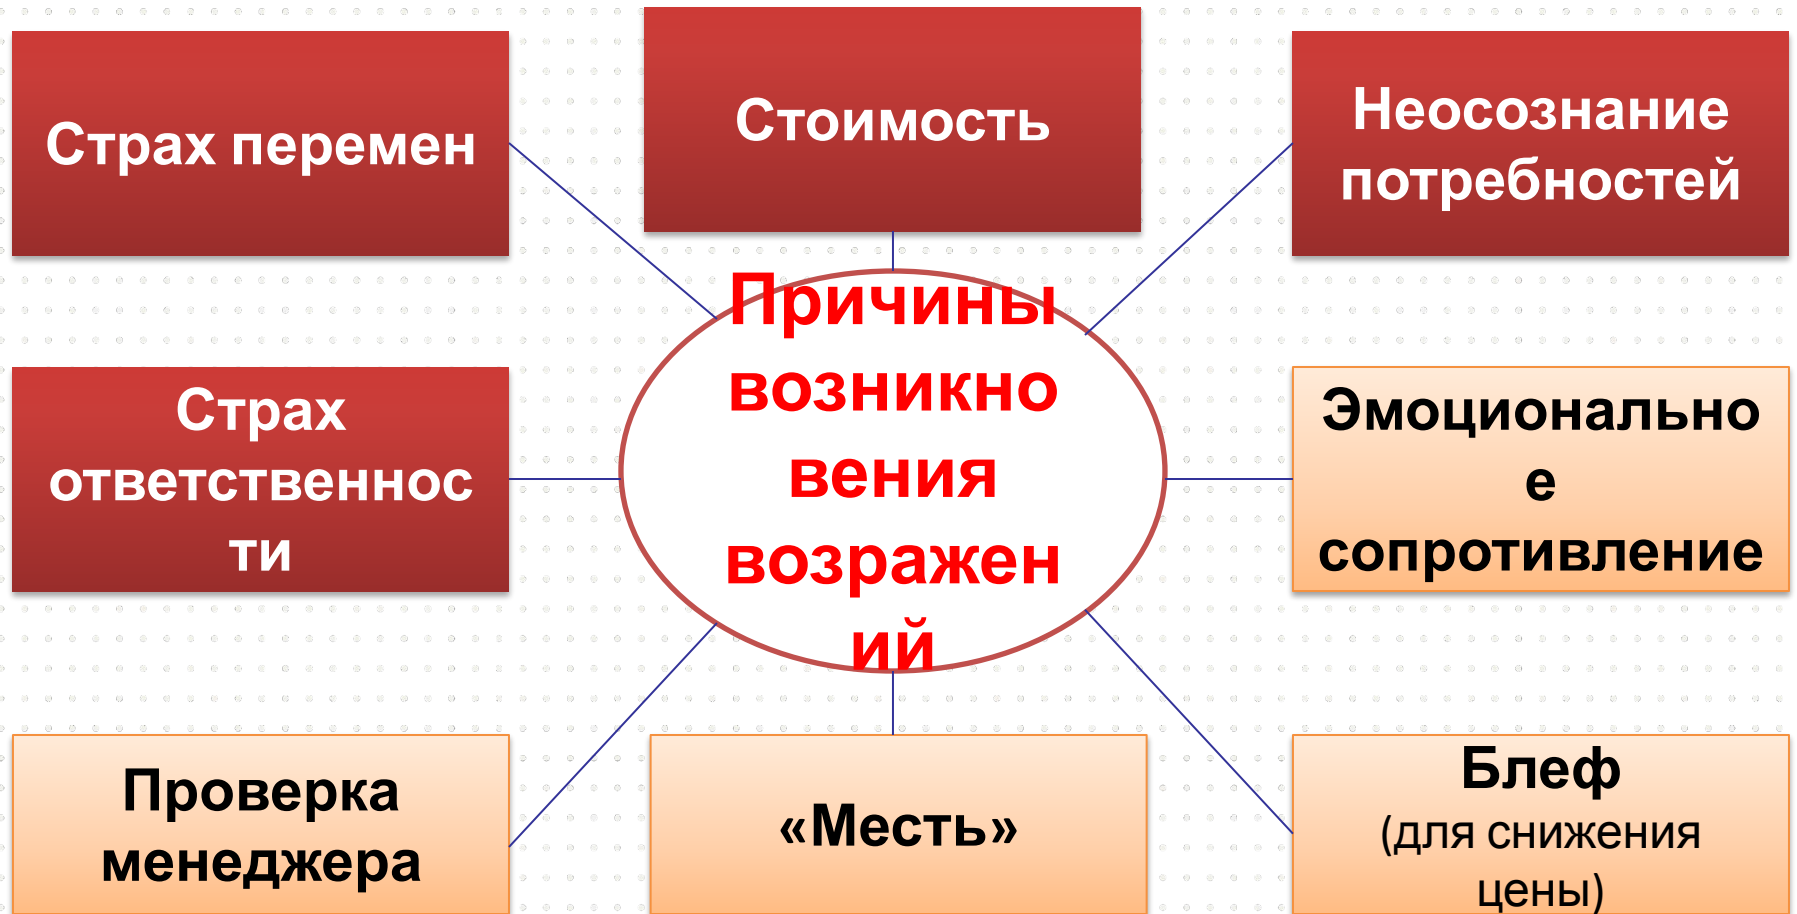 Страх перемен
Стоимость
Неосознание
потребностей
Причины
возникно
вения
возражен
ий
Страх
ответственнос
ти
Эмоционально
е
сопротивление
Проверка
менеджера
«Месть»
Блеф
(для снижения
цены)